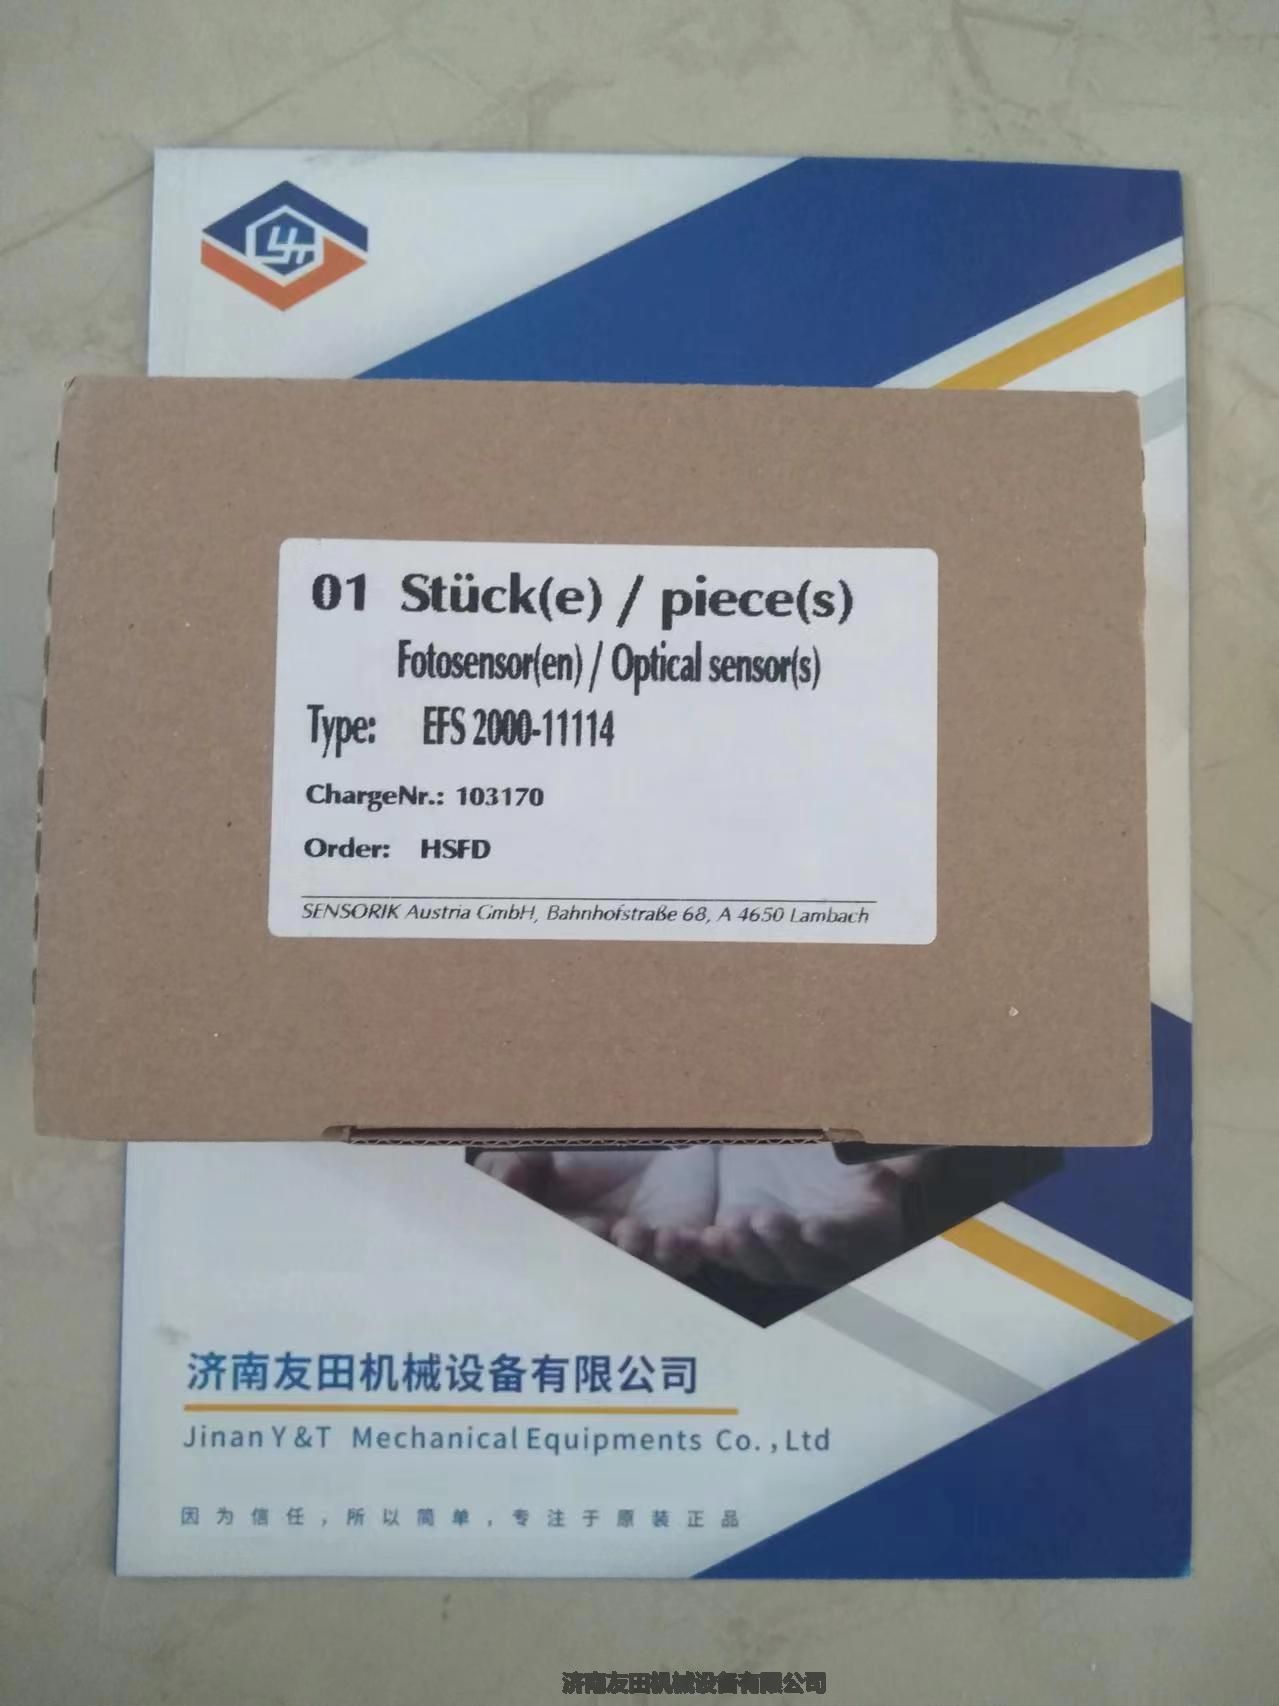 YT
01 Stück(e) / piece(s)
Fotosensor(en) / Optical sensor(s)
Type: EFS 2000-11114
ChargeNr.: 103170
Order: HSFD
SENSORIK Austria GmbH, Bahnhofstraße 68, A 4650 Lambach
济南友田机械设备有限公司
Jinan Y&T Mechanical Equipments Co.,Ltd
因为信任，所以简单，专注于原装正品
济南友田机械设备有限公司